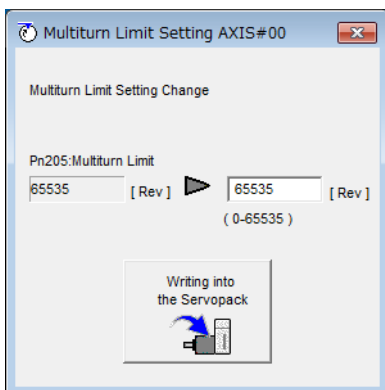 Multiturn Limit Setting AXIS#00
Multiturn Limit Setting Change
Pn205:Multiturn Limit
65535 [ Rev ] 65535 [ Rev ]
( 0-65535 )
Writing into
the Servopack